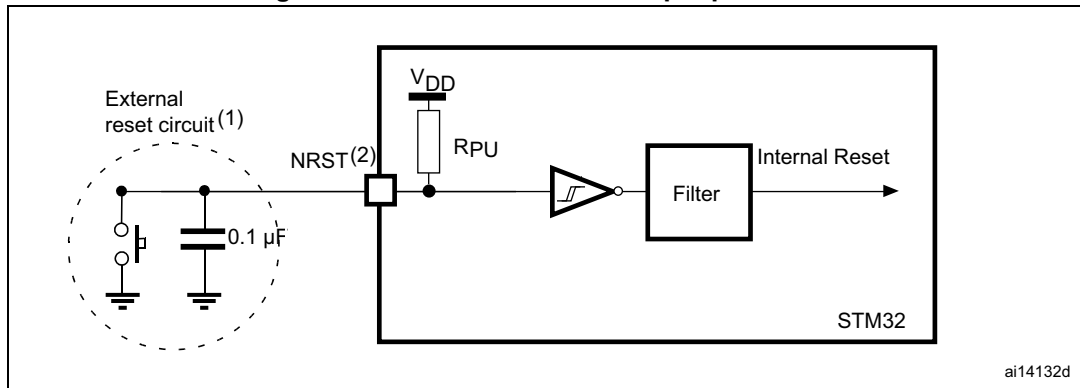 External
reset circuit(1)
VDD
NRST(2)
RPU
Internal Reset
Filter
0.1 µF
STM32
ai14132d